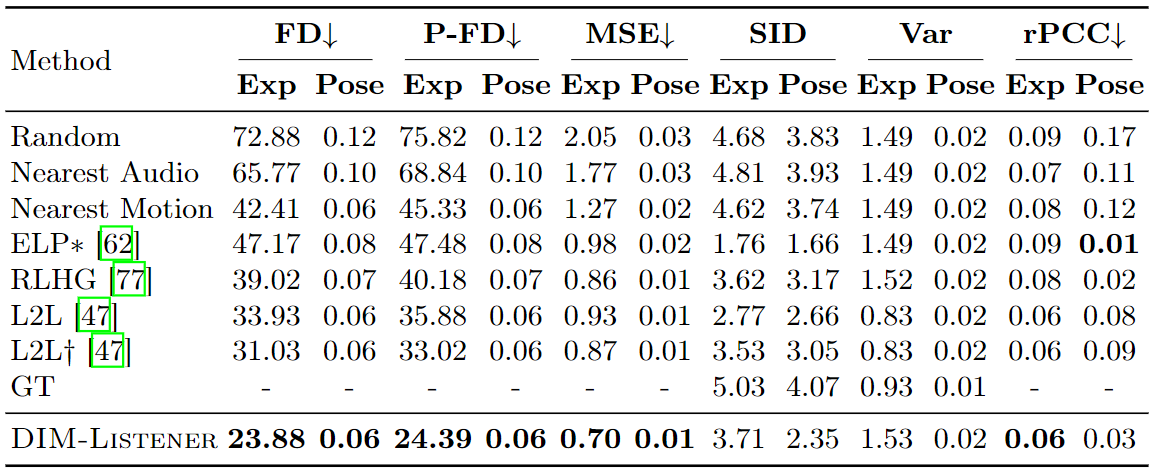 Method FD↓ P-FD↓ MSE↓ SID Var rPCC↓
Exp Pose Exp Pose Exp Pose Exp Pose Exp Pose Exp Pose
Random 72.88 0.12 75.82 0.12 2.05 0.03 4.68 3.83 1.49 0.02 0.09 0.17
Nearest Audio 65.77 0.10 68.84 0.10 1.77 0.03 4.81 3.93 1.49 0.02 0.07 0.11
Nearest Motion 42.41 0.06 45.33 0.06 1.27 0.02 4.62 3.74 1.49 0.02 0.08 0.12
ELP∗ [62] 47.17 0.08 47.48 0.08 0.98 0.02 1.76 1.66 1.49 0.02 0.09 0.01
RLHG [77] 39.02 0.07 40.18 0.07 0.86 0.01 3.62 3.17 1.52 0.02 0.08 0.02
L2L [47] 33.93 0.06 35.88 0.06 0.93 0.01 2.77 2.66 0.83 0.02 0.06 0.08
L2L† [47] 31.03 0.06 33.02 0.06 0.87 0.01 3.53 3.05 0.83 0.02 0.06 0.09
GT - - - - - - 5.03 4.07 0.93 0.01 - -
DIM-Listener 23.88 0.06 24.39 0.06 0.70 0.01 3.71 2.35 1.53 0.02 0.06 0.03